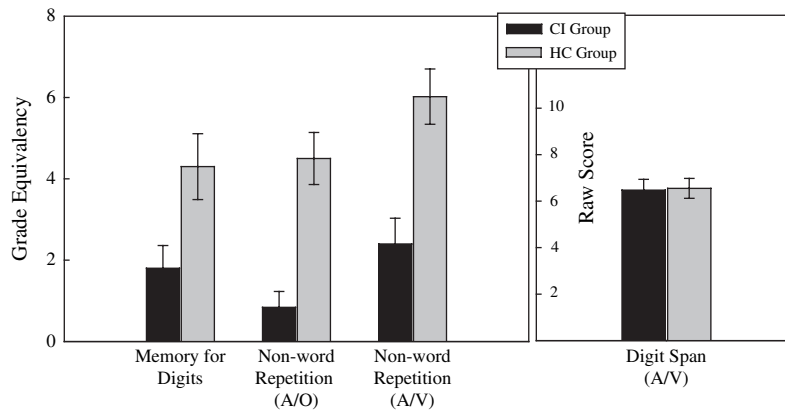 CI Group
HC Group
Grade Equivalency
8
6
4
2
0
Memory for
Digits
Non-word
Repetition
(A/O)
Non-word
Repetition
(A/V)
Raw Score
10
8
6
4
2
Digit Span
(A/V)